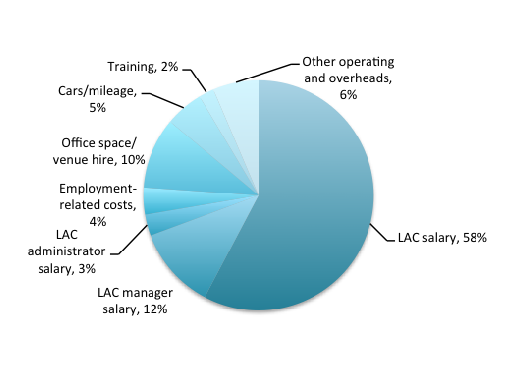 Training, 2%
Other operating
and overheads,
6%
Cars/mileage,
5%
Office space/
venue hire, 10%
Employment-
related costs,
4%
LAC
administrator
salary, 3%
LAC manager
salary, 12%
LAC salary, 58%